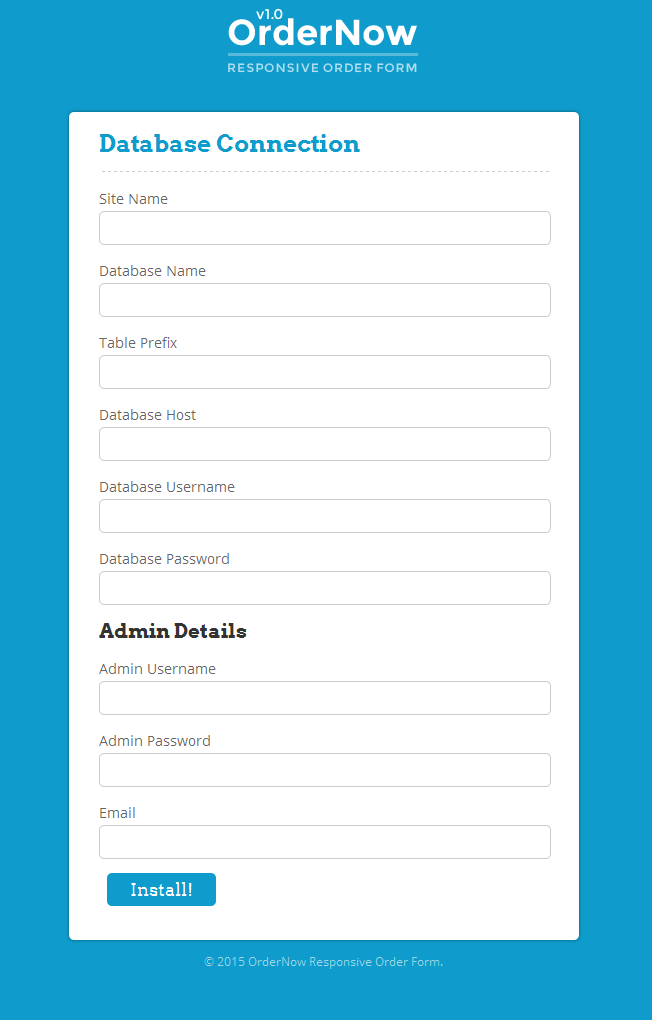 v1.0
OrderNow
RESPONSIVE ORDER FORM
Database Connection
Site Name
Database Name
Table Prefix
Database Host
Database Username
Database Password
Admin Details
Admin Username
Admin Password
Email
Install!
© 2015 OrderNow Responsive Order Form.